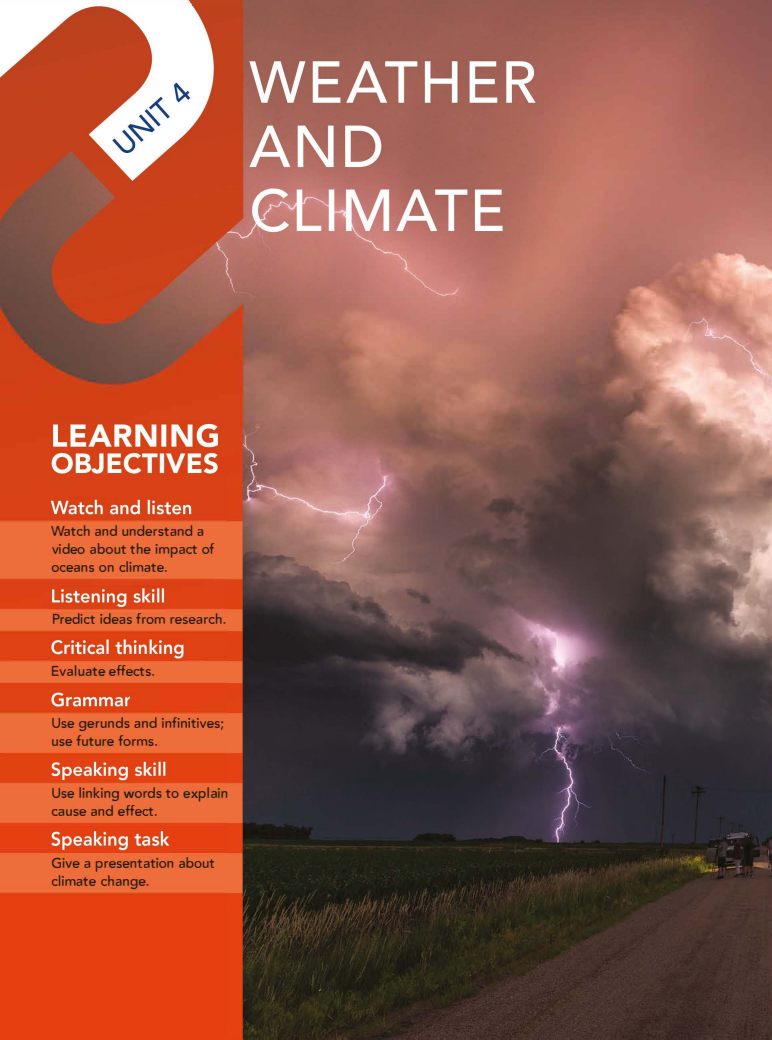 UNIT 4
WEATHER
AND
CLIMATE
LEARNING
OBJECTIVES
Watch and listen
Watch and understand a
video about the impact of
oceans on climate.
Listening skill
Predict ideas from research.
Critical thinking
Evaluate effects.
Grammar
Use gerunds and infinitives;
use future forms.
Speaking skill
Use linking words to explain
cause and effect.
Speaking task
Give a presentation about
climate change.